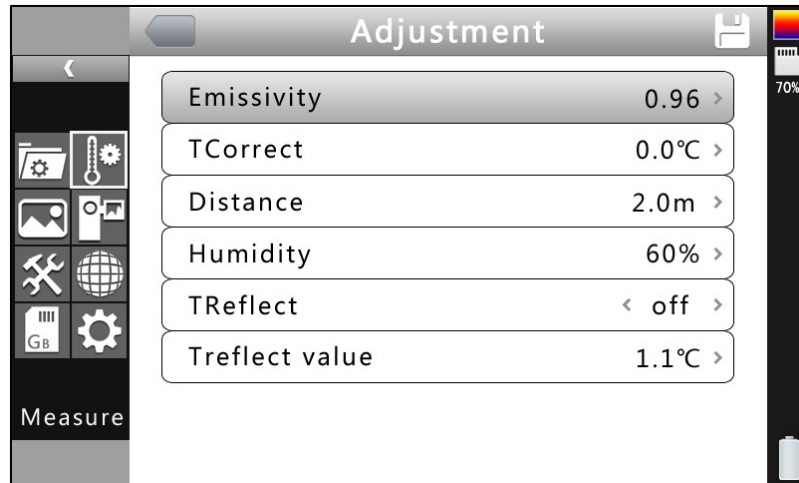 Adjustment
70%
Emissivity 0.96
TCorrect 0.0℃
Distance 2.0m
Humidity 60%
TReflect off
Treflect value 1.1℃
GB
Measure